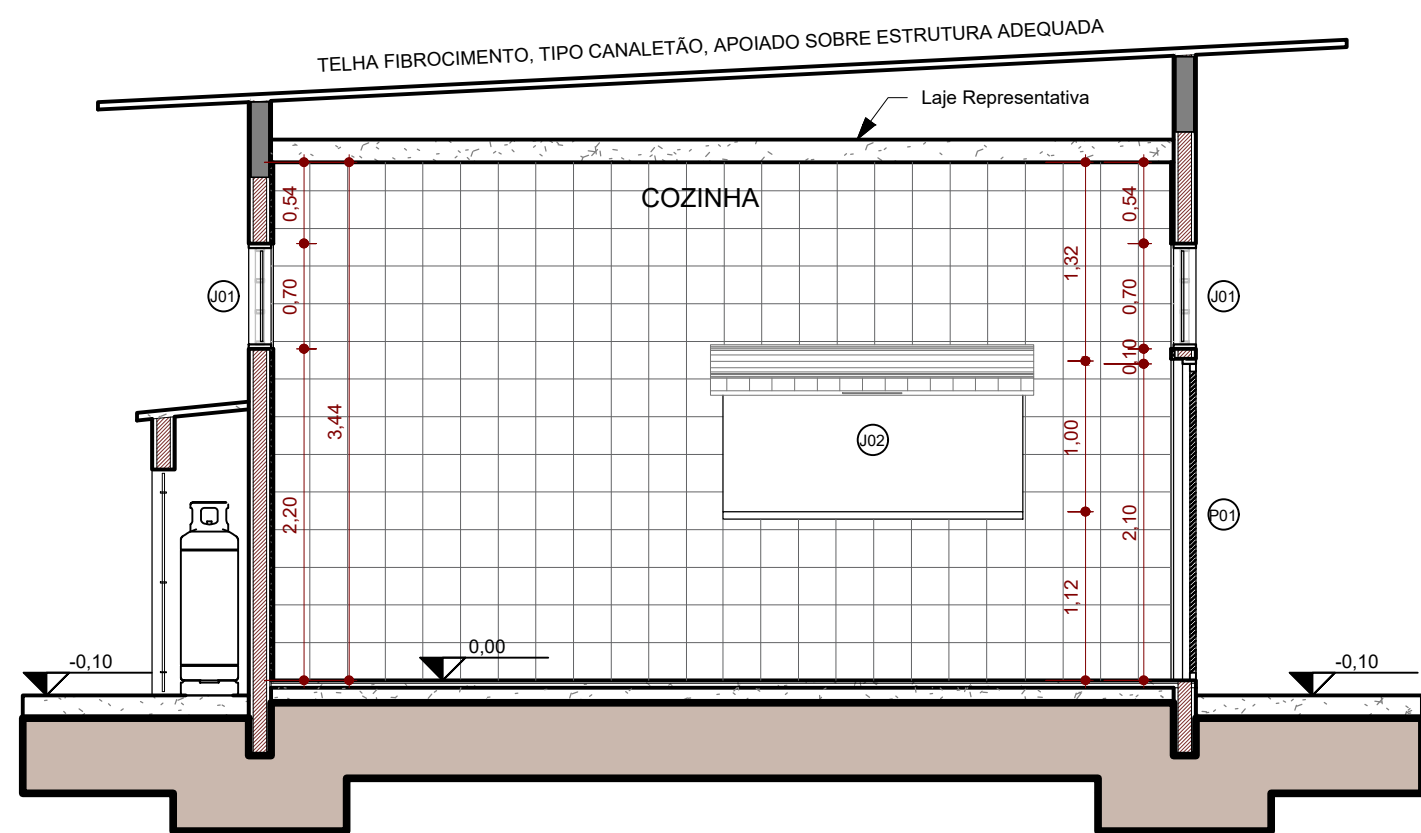 TELHA FIBROCIMENTO, TIPO CANALETÃO, APOIADO SOBRE ESTRUTURA ADEQUADA
Laje Representativa
COZINHA
0,54
0,54
1,32
J01
0,70
0,70
J01
0,10
3,44
1,00
J02
2,20
2,10
P01
1,12
0,00
-0,10
-0,10